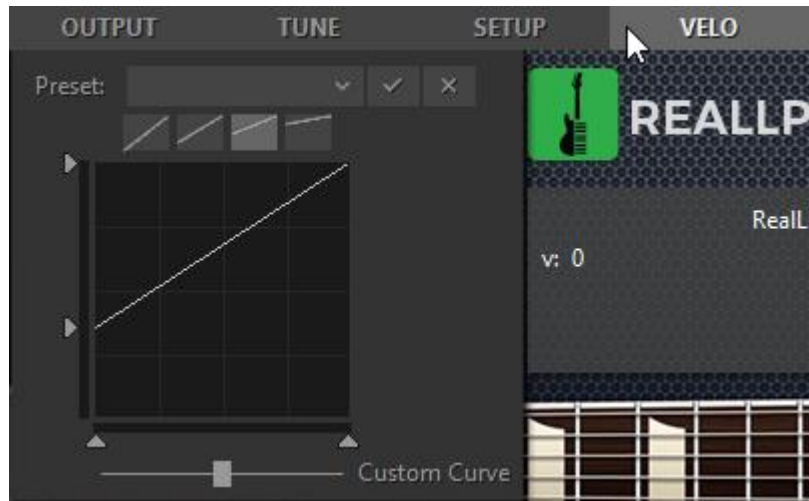 OUTPUT TUNE SETUP VELO
Preset:
REALLP
RealL
v: 0
Custom Curve